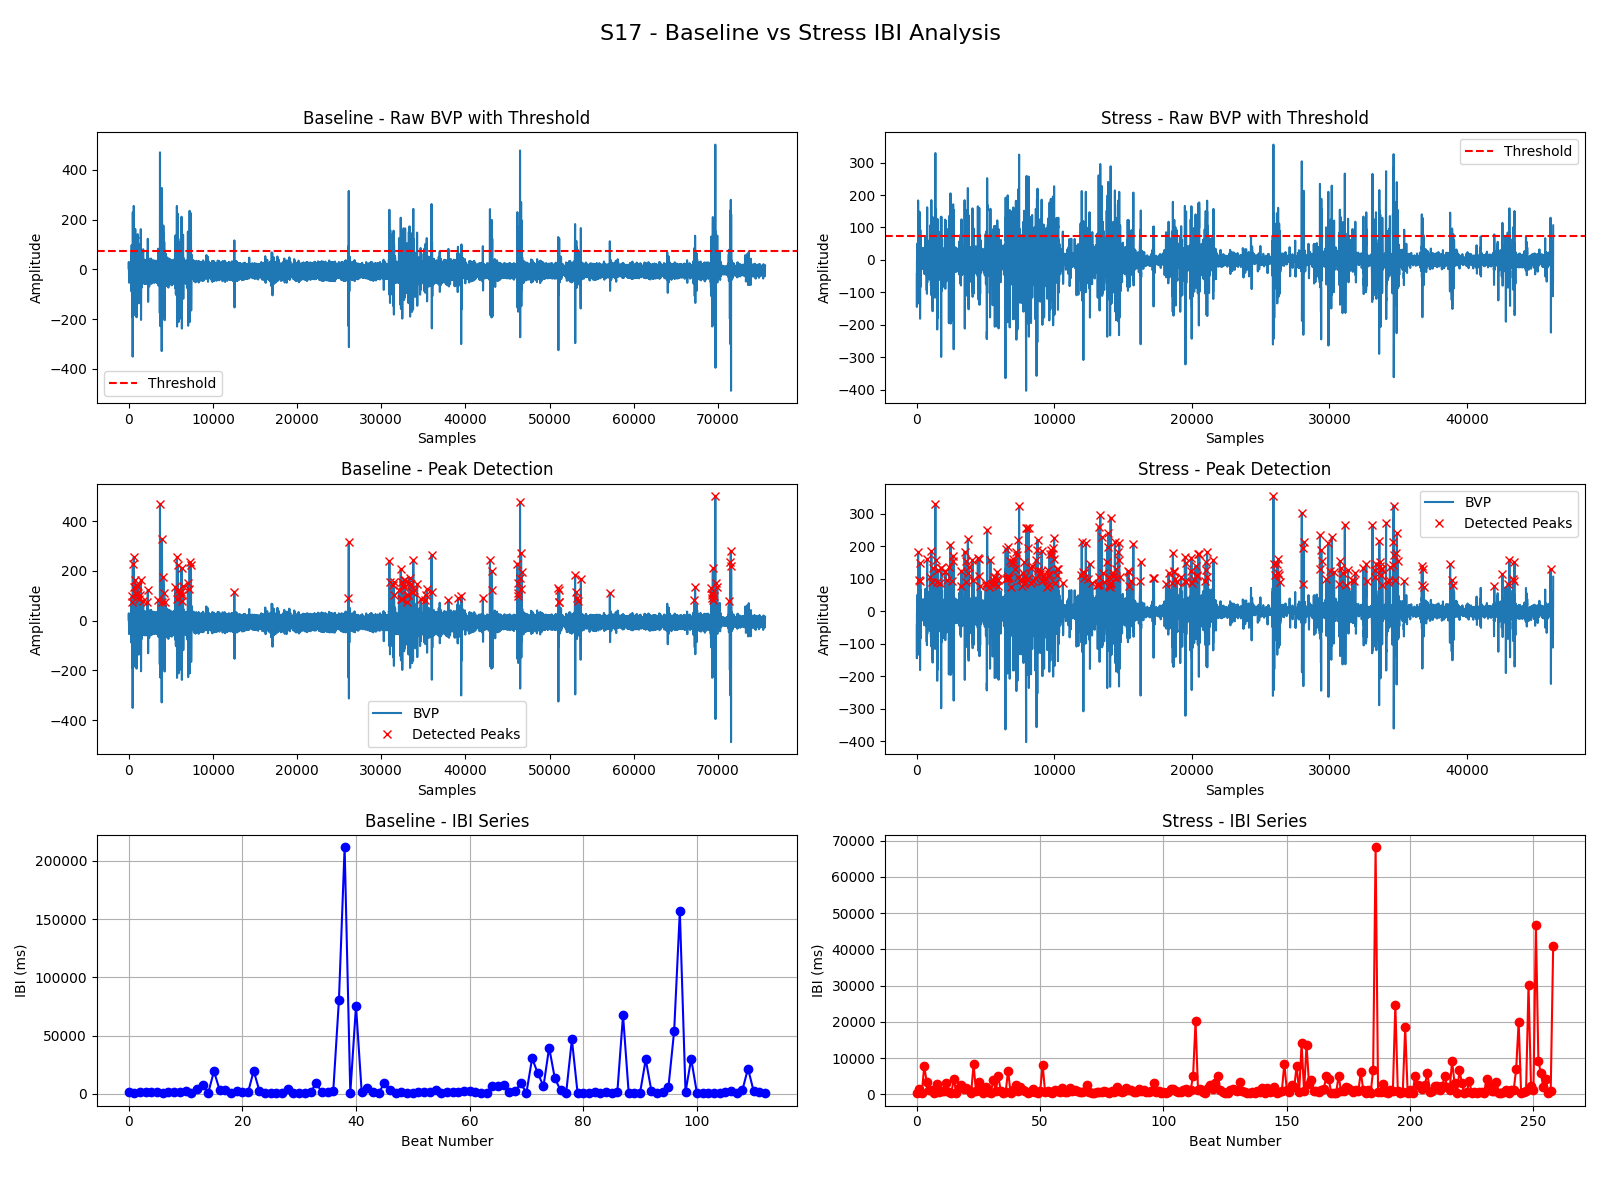 S17 - Baseline vs Stress IBI Analysis
Baseline - Raw BVP with Threshold
Amplitude
400
200
0
−200
−400
Threshold
0 10000 20000 30000 40000 50000 60000 70000
Samples
Stress - Raw BVP with Threshold
Amplitude
300
200
100
0
−100
−200
−300
−400
Threshold
0 10000 20000 30000 40000
Samples
Baseline - Peak Detection
Amplitude
400
200
0
−200
−400
BVP
Detected Peaks
0 10000 20000 30000 40000 50000 60000 70000
Samples
Stress - Peak Detection
Amplitude
300
200
100
0
−100
−200
−300
−400
BVP
Detected Peaks
0 10000 20000 30000 40000
Samples
Baseline - IBI Series
IBI (ms)
200000
150000
100000
50000
0
0 20 40 60 80 100
Beat Number
Stress - IBI Series
IBI (ms)
70000
60000
50000
40000
30000
20000
10000
0
0 50 100 150 200 250
Beat Number